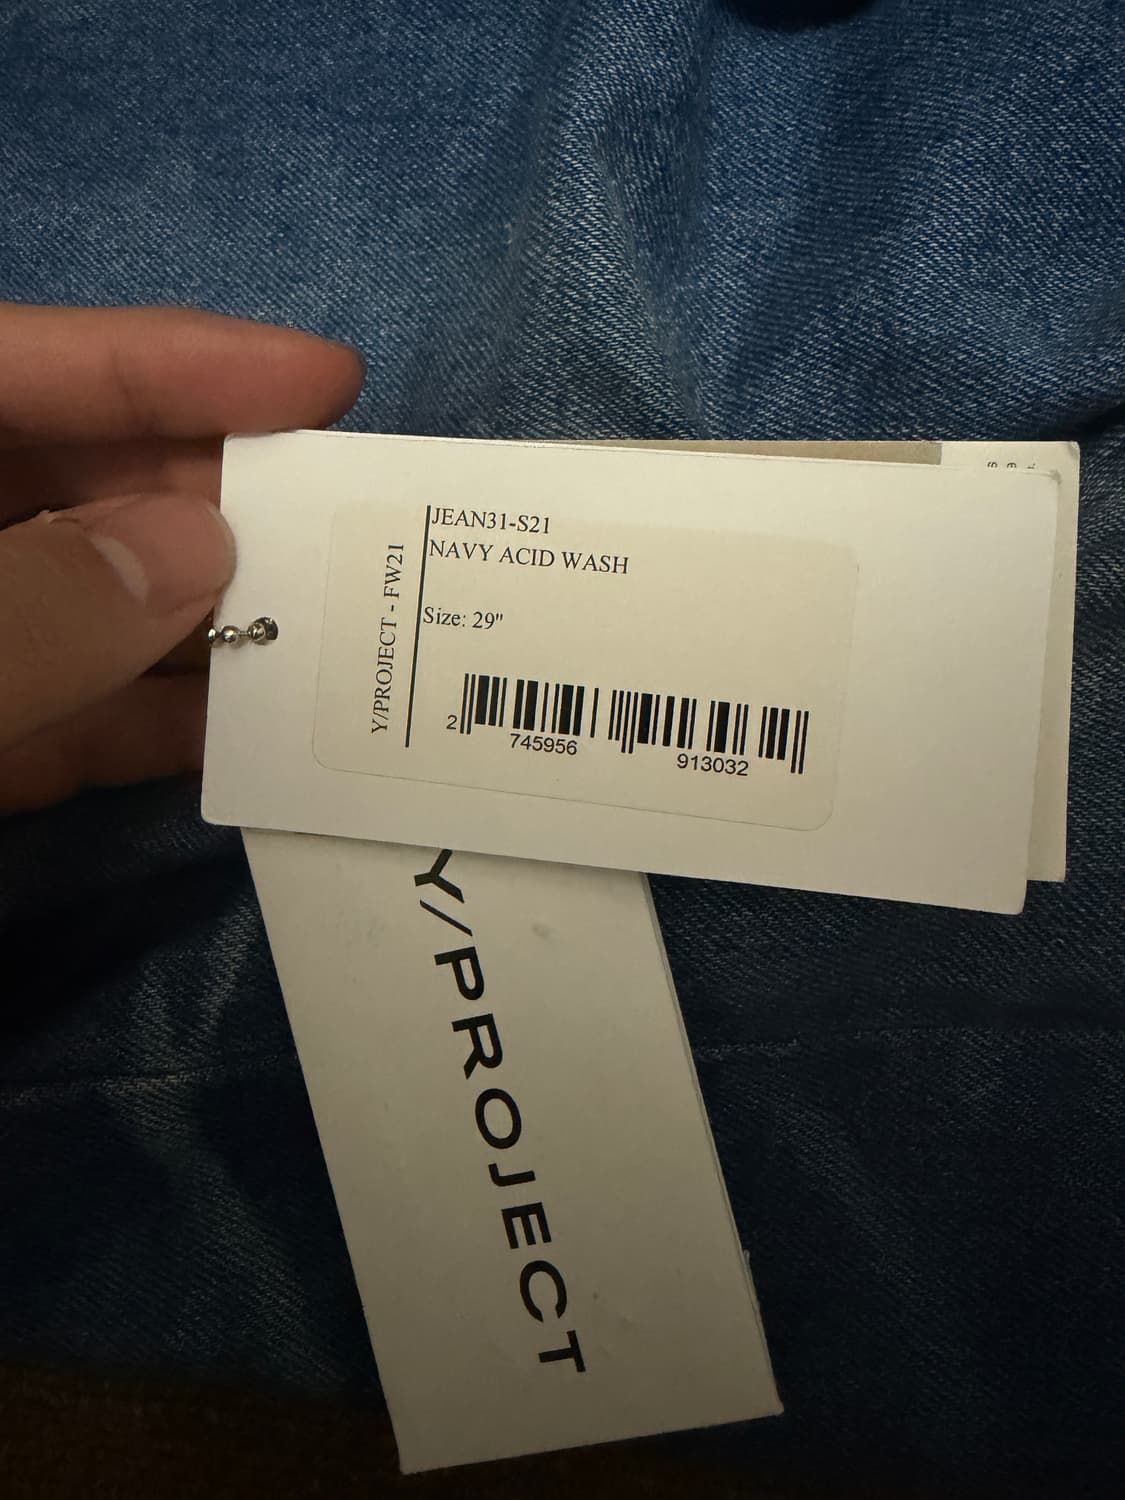 Y/PROJECT - FW21
JEAN31-S21
NAVY ACID WASH
Size: 29"
2 745956 913032
Y/PROJECT